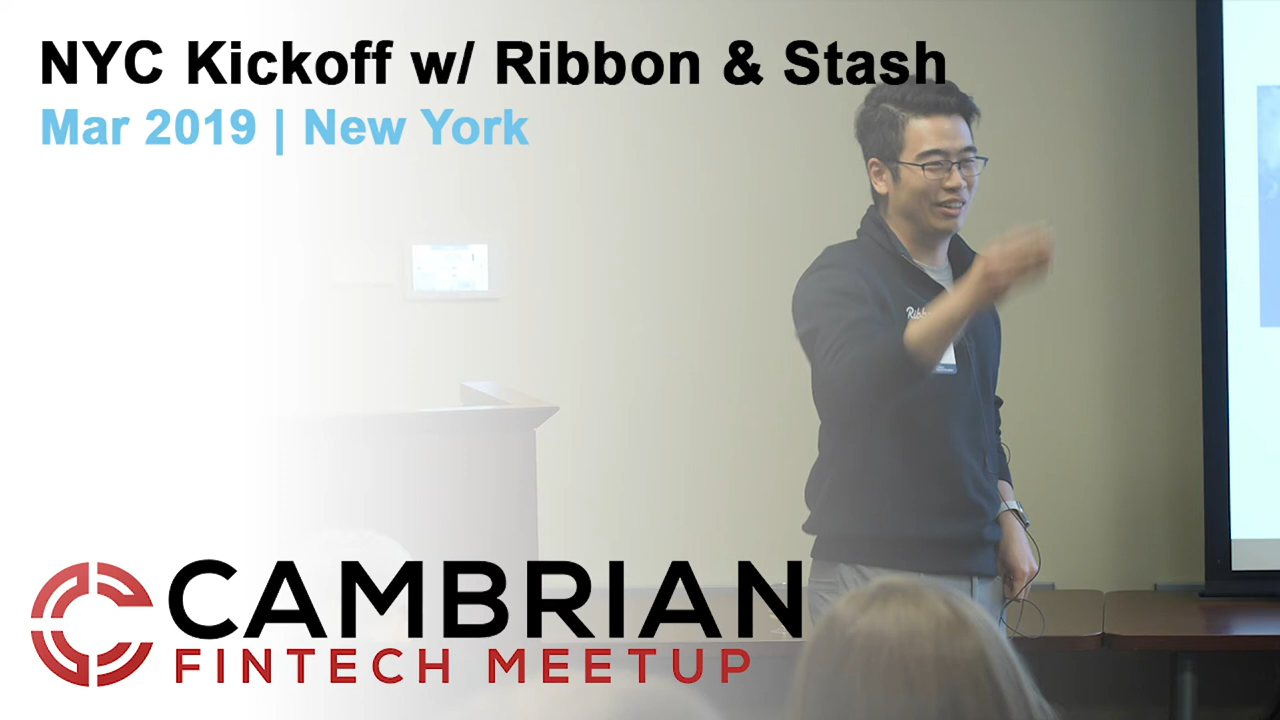 NYC Kickoff w/ Ribbon & Stash
Mar 2019 | New York
CAMBRIAN
FINTECH MEETUP